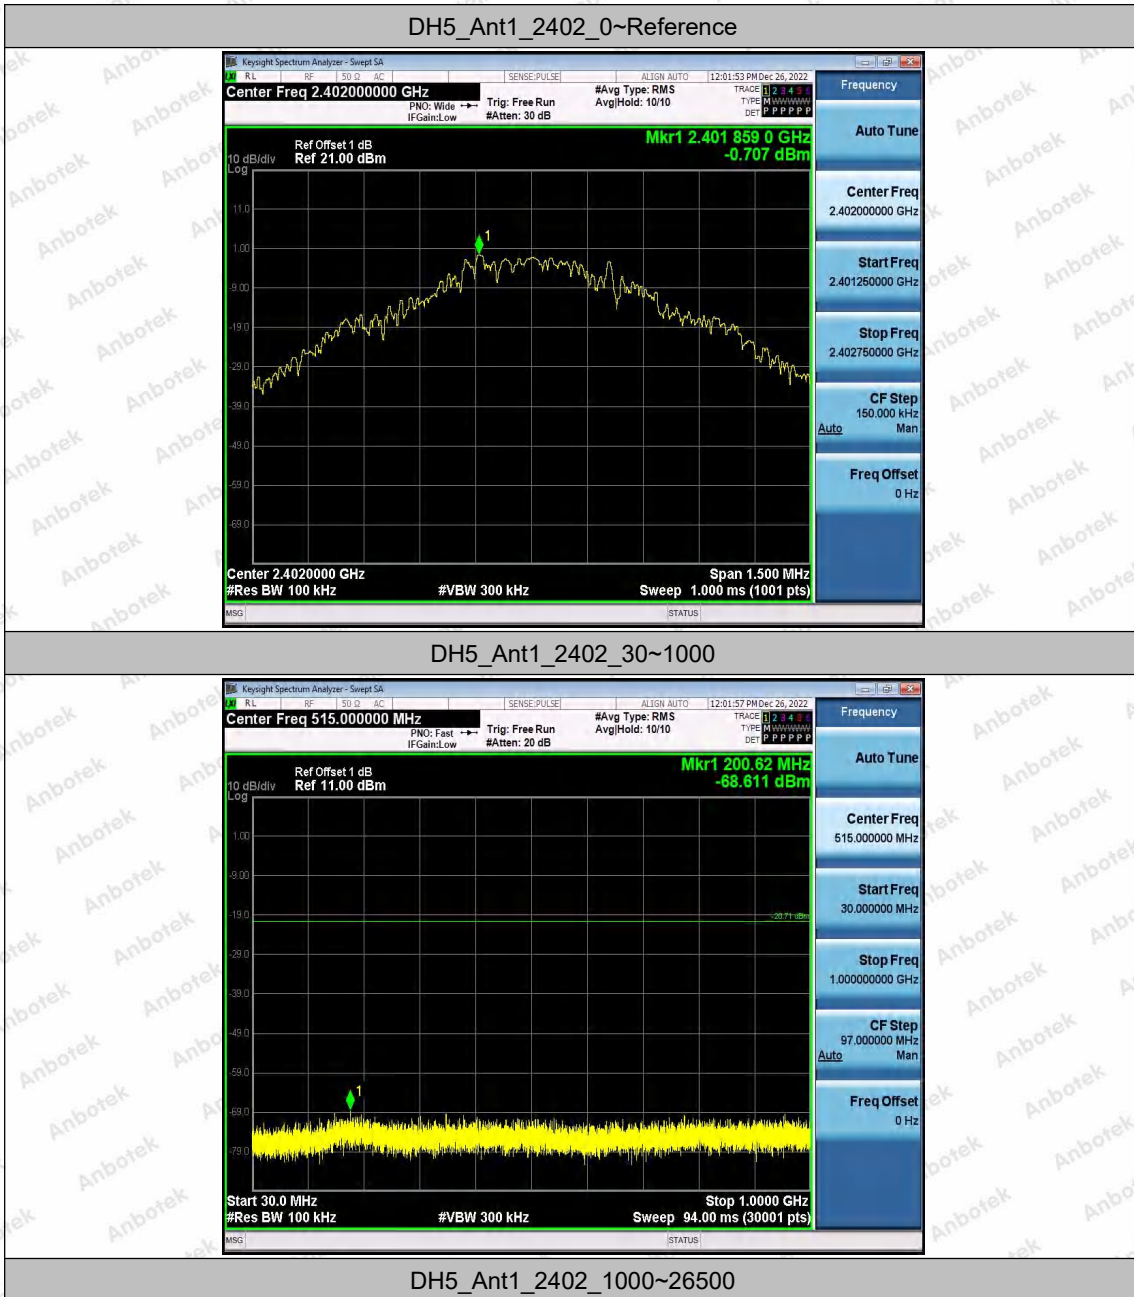 DH5_Ant1_2402_0~Reference
Keysight Spectrum Analyzer - Swept SA
RL RF 50 Ω AC SENSE:PULSE ALIGN AUTO 12:01:53 PM Dec 26, 2022
Center Freq 2.402000000 GHz
PNO: Wide
IFGain:Low
Trig: Free Run
#Atten: 30 dB
#Avg Type: RMS
Avg|Hold: 10/10
TRACE 1 2 3 4 5 6
TYPE M WWWWW
DET P P P P P P
Ref Offset 1 dB
Ref 21.00 dBm
10 dB/div
Log
Mkr1 2.401 859 0 GHz
-0.707 dBm
11.0
1.00
-9.00
-19.0
-29.0
-39.0
-49.0
-59.0
-69.0
1
Center 2.4020000 GHz
Span 1.500 MHz
#Res BW 100 kHz
#VBW 300 kHz
Sweep 1.000 ms (1001 pts)
MSG
STATUS
Frequency
Auto Tune
Center Freq
2.402000000 GHz
Start Freq
2.401250000 GHz
Stop Freq
2.402750000 GHz
CF Step
150.000 kHz
Auto Man
Freq Offset
0 Hz
DH5_Ant1_2402_30~1000
Keysight Spectrum Analyzer - Swept SA
RL RF 50 Ω AC SENSE:PULSE ALIGN AUTO 12:01:57 PM Dec 26, 2022
Center Freq 515.000000 MHz
PNO: Fast
IFGain:Low
Trig: Free Run
#Atten: 20 dB
#Avg Type: RMS
Avg|Hold: 10/10
TRACE 1 2 3 4 5 6
TYPE M WWWWW
DET P P P P P P
Ref Offset 1 dB
Ref 11.00 dBm
10 dB/div
Log
Mkr1 200.62 MHz
-68.611 dBm
1.00
-9.00
-19.0
-29.0
-39.0
-49.0
-59.0
-69.0
-79.0
-20.71 dBm
1
Start 30.0 MHz
Stop 1.0000 GHz
#Res BW 100 kHz
#VBW 300 kHz
Sweep 94.00 ms (30001 pts)
MSG
STATUS
Frequency
Auto Tune
Center Freq
515.000000 MHz
Start Freq
30.000000 MHz
Stop Freq
1.000000000 GHz
CF Step
97.000000 MHz
Auto Man
Freq Offset
0 Hz
DH5_Ant1_2402_1000~26500
Anbotek